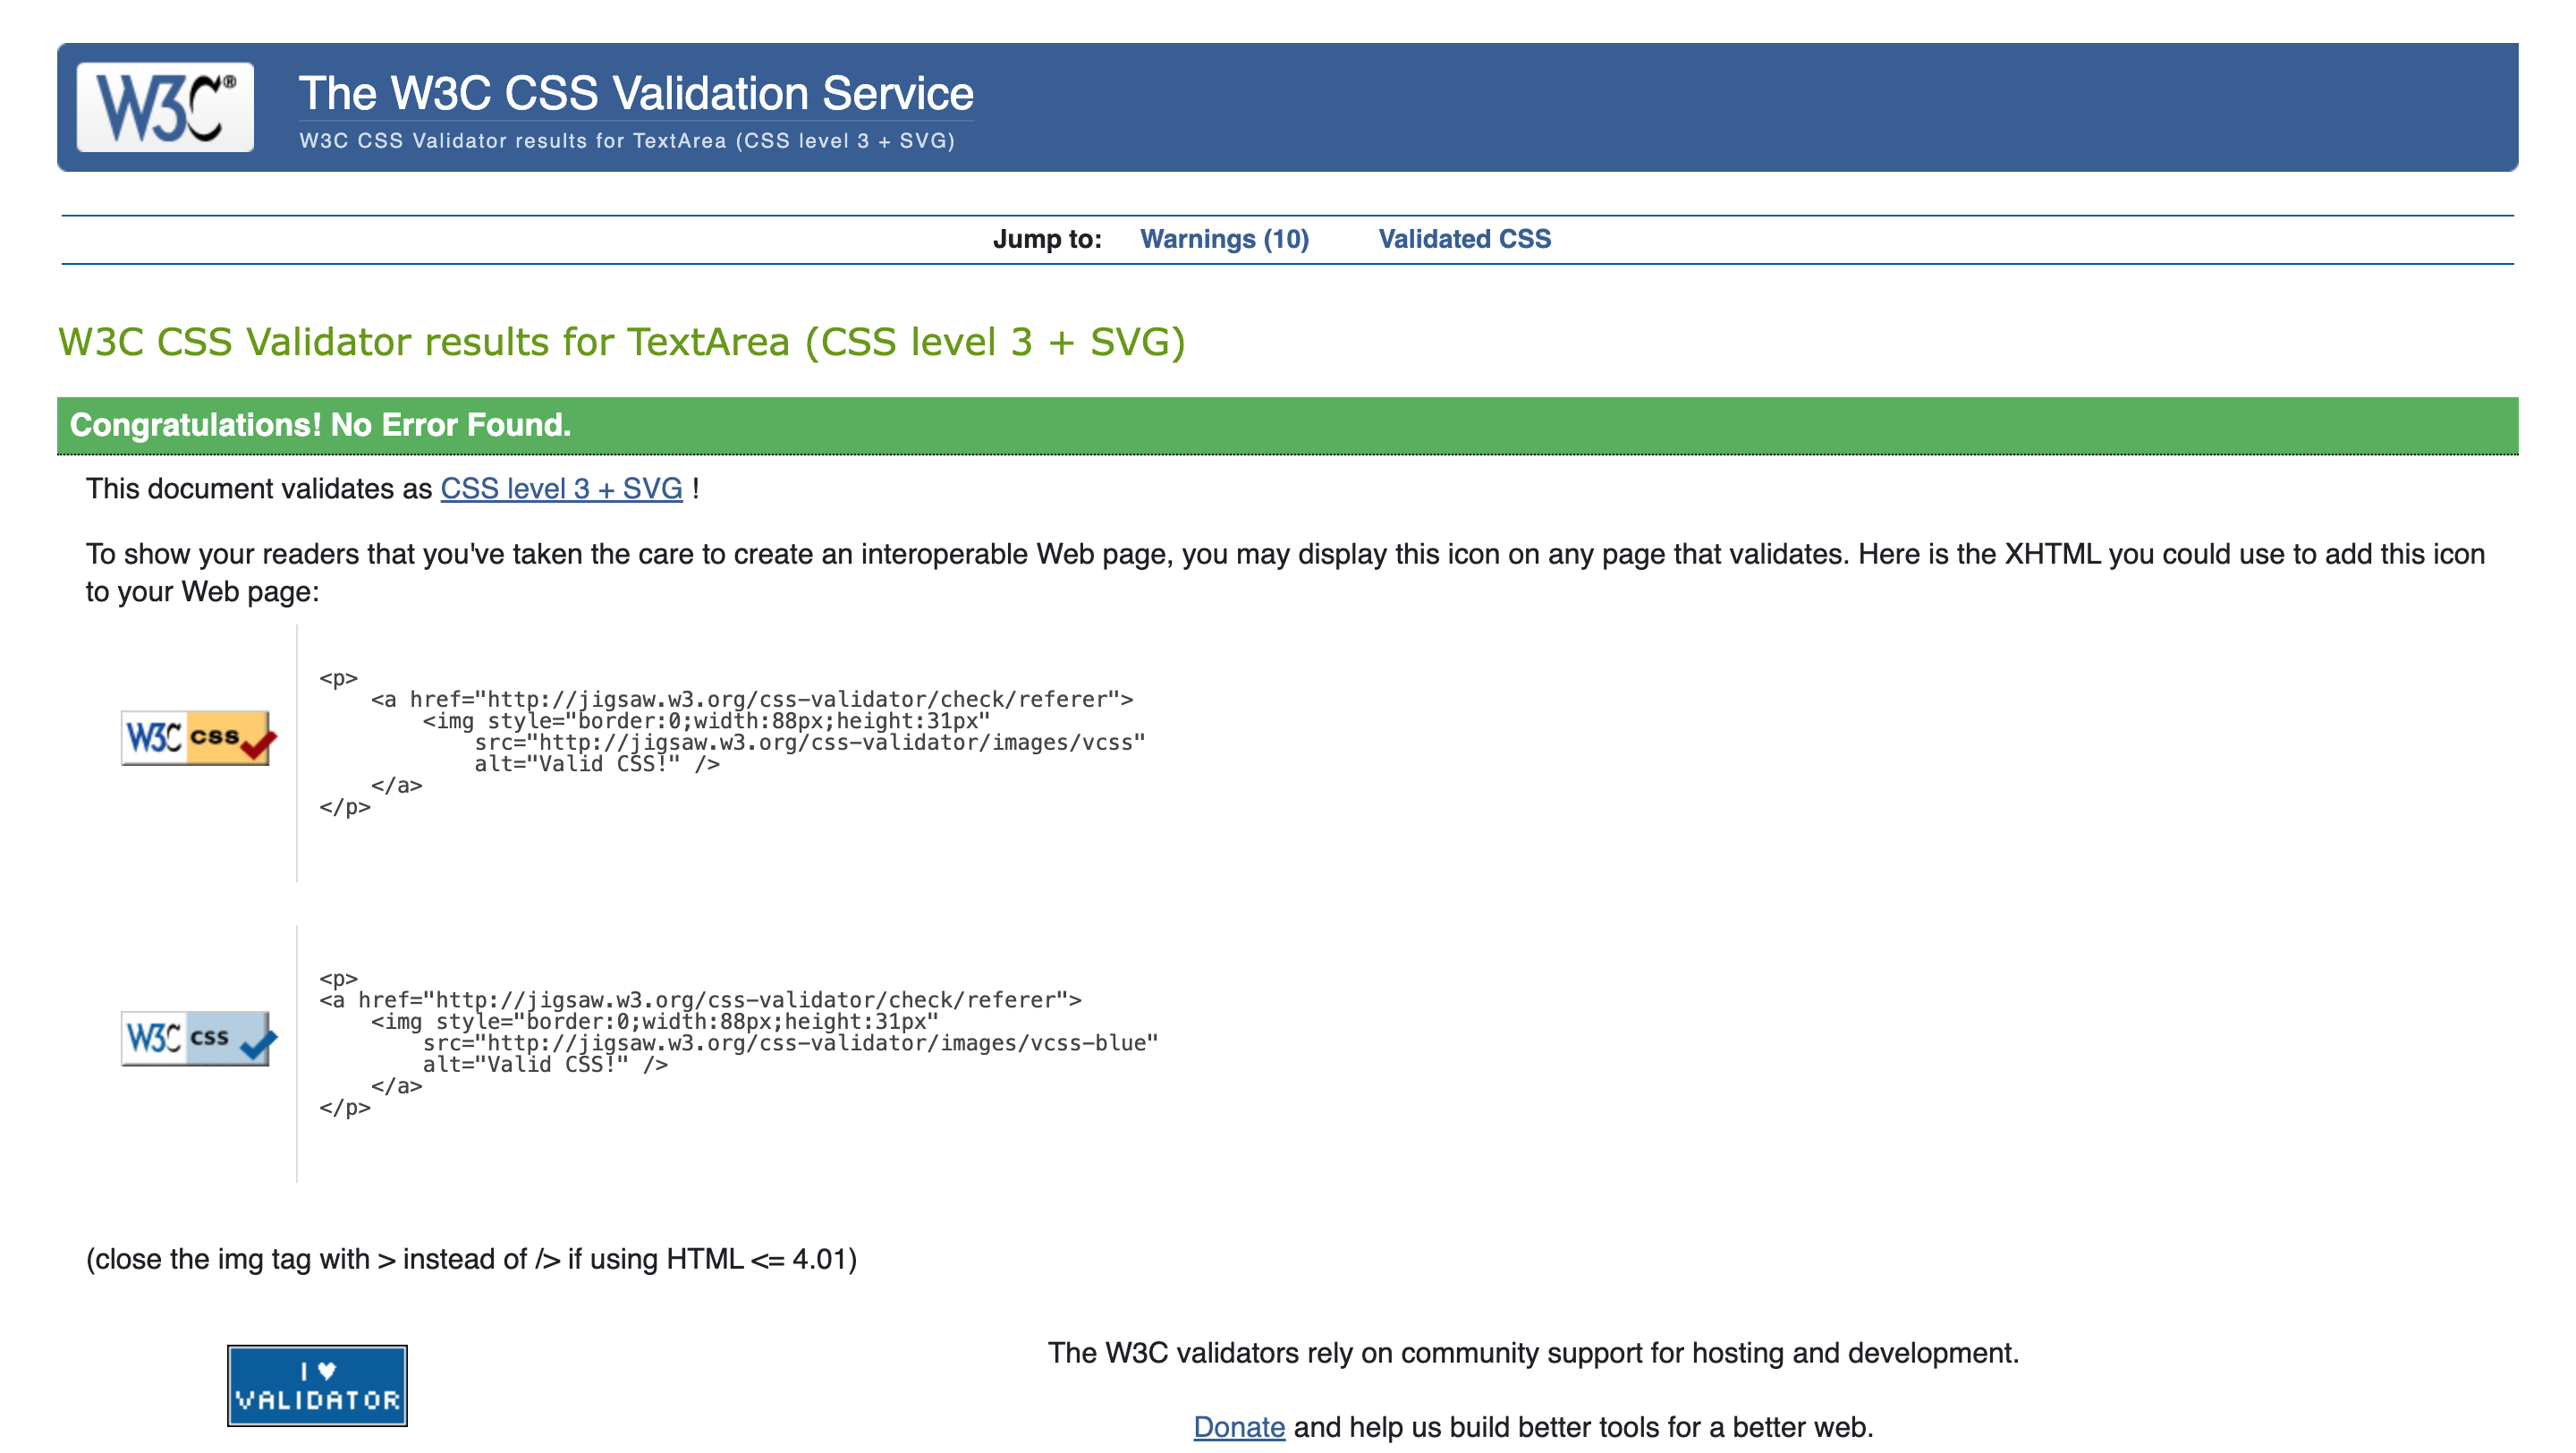 W3C®
The W3C CSS Validation Service
W3C CSS Validator results for TextArea (CSS level 3 + SVG)
Jump to: Warnings (10) Validated CSS
W3C CSS Validator results for TextArea (CSS level 3 + SVG)
Congratulations! No Error Found.
This document validates as CSS level 3 + SVG !
To show your readers that you've taken the care to create an interoperable Web page, you may display this icon on any page that validates. Here is the XHTML you could use to add this icon
to your Web page:
W3C css
<p>
    <a href="http://jigsaw.w3.org/css-validator/check/referer">
        <img style="border:0;width:88px;height:31px"
            src="http://jigsaw.w3.org/css-validator/images/vcss"
            alt="Valid CSS!" />
    </a>
</p>
W3C css
<p>
<a href="http://jigsaw.w3.org/css-validator/check/referer">
    <img style="border:0;width:88px;height:31px"
        src="http://jigsaw.w3.org/css-validator/images/vcss-blue"
        alt="Valid CSS!" />
    </a>
</p>
(close the img tag with > instead of /> if using HTML <= 4.01)
I ♥
VALIDATOR
The W3C validators rely on community support for hosting and development.
Donate and help us build better tools for a better web.